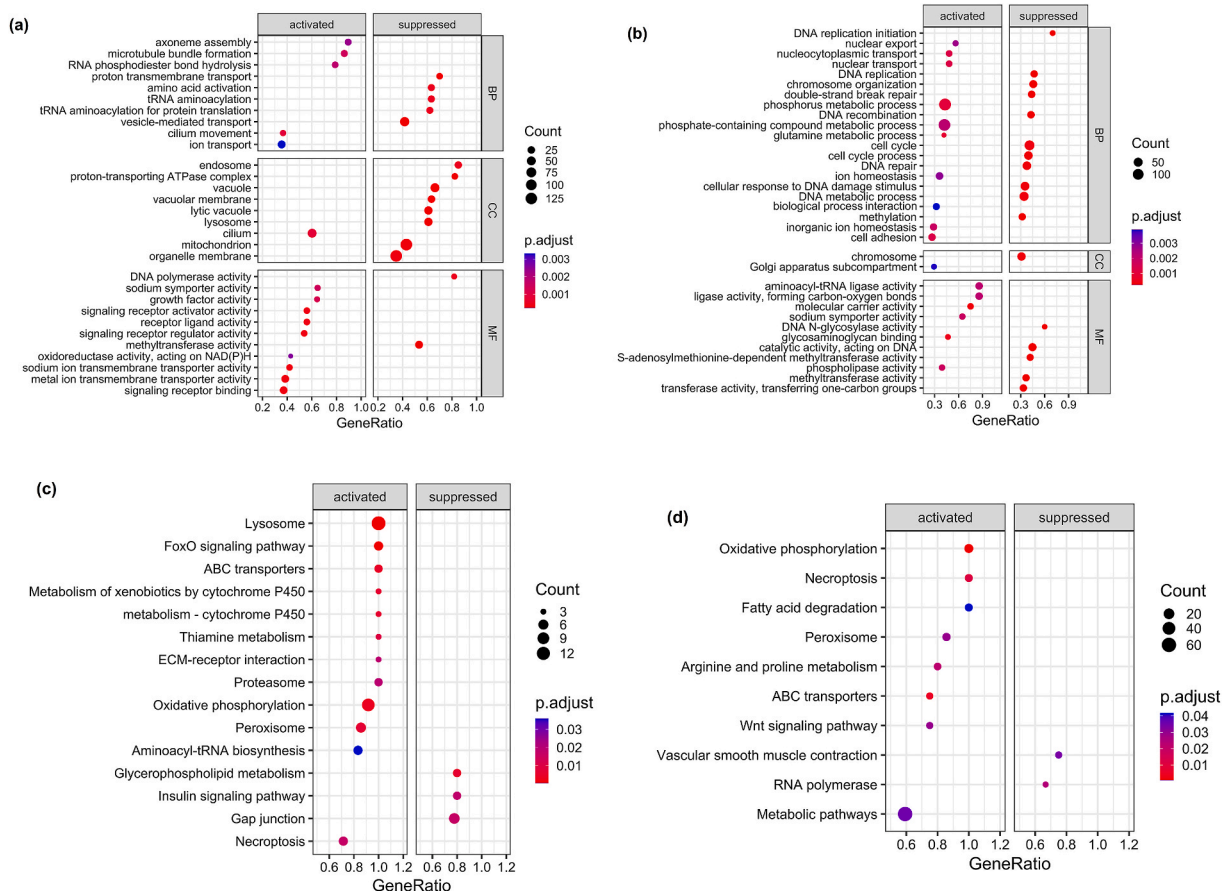 (a)
activated
suppressed
axoneme assembly
microtubule bundle formation
RNA phosphodiester bond hydrolysis
proton transmembrane transport
amino acid activation
tRNA aminoacylation
tRNA aminoacylation for protein translation
vesicle-mediated transport
cilium movement
ion transport
BP
endosome
proton-transporting ATPase complex
vacuole
vacuolar membrane
lytic vacuole
lysosome
cilium
mitochondrion
organelle membrane
CC
DNA polymerase activity
sodium symporter activity
growth factor activity
signaling receptor activator activity
receptor ligand activity
signaling receptor regulator activity
methyltransferase activity
oxidoreductase activity, acting on NAD(P)H
sodium ion transmembrane transporter activity
metal ion transmembrane transporter activity
signaling receptor binding
MF
0.2 0.4 0.6 0.8 1.0 0.2 0.4 0.6 0.8 1.0
GeneRatio
Count
25
50
75
100
125
p.adjust
0.003
0.002
0.001
(b)
activated
suppressed
DNA replication initiation
nuclear export
nucleocytoplasmic transport
nuclear transport
DNA replication
chromosome organization
double-strand break repair
phosphorus metabolic process
DNA recombination
phosphate-containing compound metabolic process
glutamine metabolic process
cell cycle
cell cycle process
DNA repair
ion homeostasis
cellular response to DNA damage stimulus
DNA metabolic process
biological process interaction
methylation
inorganic ion homeostasis
cell adhesion
BP
chromosome
Golgi apparatus subcompartment
CC
aminoacyl-tRNA ligase activity
ligase activity, forming carbon-oxygen bonds
molecular carrier activity
sodium symporter activity
DNA N-glycosylase activity
glycosaminoglycan binding
catalytic activity, acting on DNA
S-adenosylmethionine-dependent methyltransferase activity
phospholipase activity
methyltransferase activity
transferase activity, transferring one-carbon groups
MF
0.3 0.6 0.9 0.3 0.6 0.9
GeneRatio
Count
50
100
p.adjust
0.003
0.002
0.001
(c)
activated
suppressed
Lysosome
FoxO signaling pathway
ABC transporters
Metabolism of xenobiotics by cytochrome P450
metabolism - cytochrome P450
Thiamine metabolism
ECM-receptor interaction
Proteasome
Oxidative phosphorylation
Peroxisome
Aminoacyl-tRNA biosynthesis
Glycerophospholipid metabolism
Insulin signaling pathway
Gap junction
Necroptosis
0.6 0.8 1.0 1.2 0.6 0.8 1.0 1.2
GeneRatio
Count
3
6
9
12
p.adjust
0.03
0.02
0.01
(d)
activated
suppressed
Oxidative phosphorylation
Necroptosis
Fatty acid degradation
Peroxisome
Arginine and proline metabolism
ABC transporters
Wnt signaling pathway
Vascular smooth muscle contraction
RNA polymerase
Metabolic pathways
0.6 0.8 1.0 1.2 0.6 0.8 1.0 1.2
GeneRatio
Count
20
40
60
p.adjust
0.04
0.03
0.02
0.01